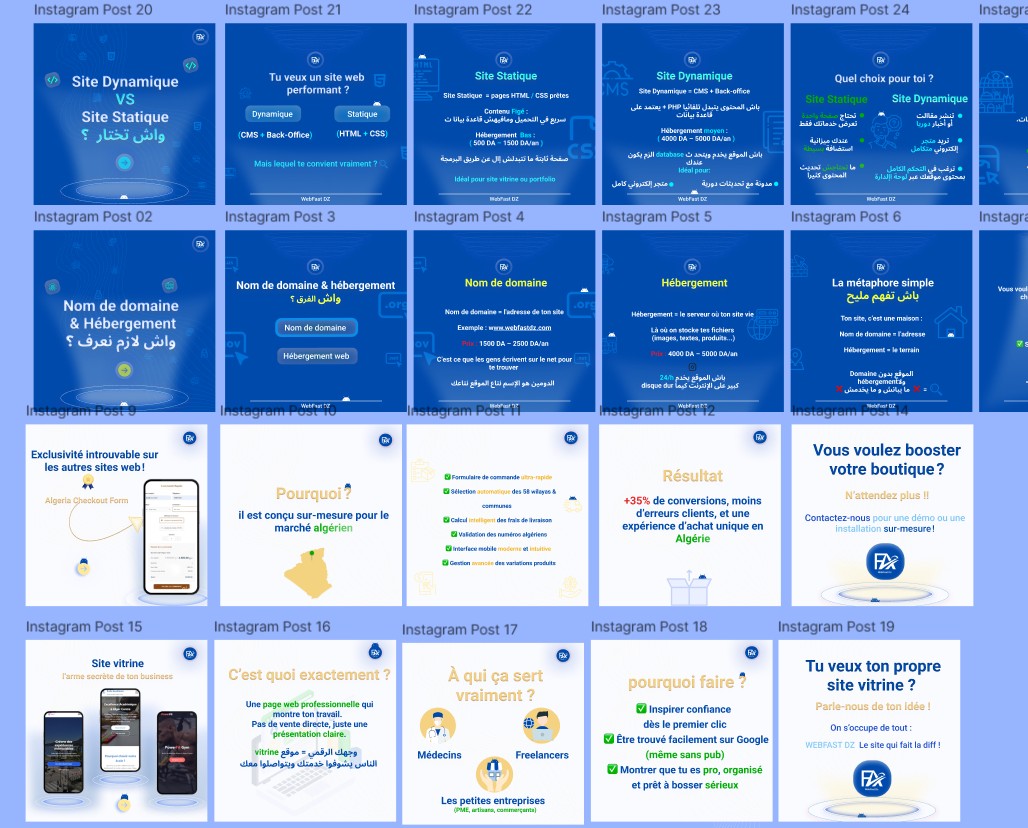 Instagram Post 20
Site Dynamique
VS
Site Statique
واش تختار ؟
Instagram Post 21
Tu veux un site web
performant ?
Dynamique
Statique
(CMS + Back-Office)
(HTML + CSS)
Mais lequel te convient vraiment ?
WebFast DZ
Instagram Post 22
Site Statique
Site Statique = pages HTML / CSS prêtes
Contenu Figé :
سريع في التحميل ومافيهش قاعدة بيانات
Hébergement Bas :
( 500 DA – 1500 DA/an )
صفحة ثابتة ما تتبدلش إلا عن طريق البرمجة
Idéal pour site vitrine ou portfolio
WebFast DZ
Instagram Post 23
Site Dynamique
Site Dynamique = CMS + Back-office
باش المحتوى يتبدل تلقائيا PHP + يعتمد على
قاعدة بيانات
Hébergement moyen :
( 4000 DA – 5000 DA/an )
باش الموقع يخدم ويتحدث database الزم يكون
عندك
Idéal pour:
مدونة مع تحديثات دورية
متجر إلكتروني كامل
WebFast DZ
Instagram Post 24
Quel choix pour toi ?
Site Statique
Site Dynamique
تحتاج صفحة واحدة
تعرض خدماتك فقط
تنشر مقالات
أو أخبار دوريا
عندك ميزانية
استضافة بسيطة
تريد متجر
إلكتروني متكامل
ما تحتاجش تحديث
المحتوى كثيرا
ترغب في التحكم الكامل
بمحتوى موقعك عبر لوحة الإدارة
WebFast DZ
Instagram Post 02
Nom de domaine
& Hébergement
واش لازم نعرف ؟
Instagram Post 3
Nom de domaine & hébergement
واش الفرق ؟
Nom de domaine
Hébergement web
WebFast DZ
Instagram Post 4
Nom de domaine
Nom de domaine = l'adresse de ton site
Exemple : www.webfastdz.com
Prix : 1500 DA – 2500 DA/an
C'est ce que les gens écrivent sur le net pour
te trouver
الدومين هو الإسم نتاع الموقع نتاعك
WebFast DZ
Instagram Post 5
Hébergement
Hébergement = le serveur où ton site vie
Là où on stocke tes fichiers
(images, textes, produits...)
Prix : 4000 DA – 5000 DA/an
باش الموقع يخدم 24/h
disque dur كبير على الإنترنت كيما
WebFast DZ
Instagram Post 6
La métaphore simple
باش تفهم مليح
Ton site, c'est une maison :
Nom de domaine = l'adresse
Hébergement = le terrain
Domaine الموقع بدون
hébergement ولا
= ما يبانش و ما يخدمش
WebFast DZ
Instagram Post 9
Exclusivité introuvable sur
les autres sites web!
Algeria Checkout Form
Instagram Post 10
Pourquoi?
il est conçu sur-mesure pour le
marché algérien
Instagram Post 11
Formulaire de commande ultra-rapide
Sélection automatique des 58 wilayas &
communes
Calcul intelligent des frais de livraison
Validation des numéros algériens
Interface mobile moderne et intuitive
Gestion avancée des variations produits
Instagram Post 12
Résultat
+35% de conversions, moins
d'erreurs clients, et une
expérience d'achat unique en
Algérie
Instagram Post 14
Vous voulez booster
votre boutique?
N'attendez plus !!
Contactez-nous pour une démo ou une
installation sur-mesure!
Instagram Post 15
Site vitrine
l'arme secrète de ton business
Instagram Post 16
C'est quoi exactement ?
Une page web professionnelle qui
montre ton travail.
Pas de vente directe, juste une
présentation claire.
vitrine وجهك الرقمي = موقع
الناس يشوفوا خدمتك ويتواصلوا معك
Instagram Post 17
À qui ça sert
vraiment ?
Médecins
Freelancers
Les petites entreprises
(PME, artisans, commerçants)
Instagram Post 18
pourquoi faire ?
Inspirer confiance
dès le premier clic
Être trouvé facilement sur Google
(même sans pub)
Montrer que tu es pro, organisé
et prêt à bosser sérieux
Instagram Post 19
Tu veux ton propre
site vitrine ?
Parle-nous de ton idée !
On s'occupe de tout :
WEBFAST DZ Le site qui fait la diff !